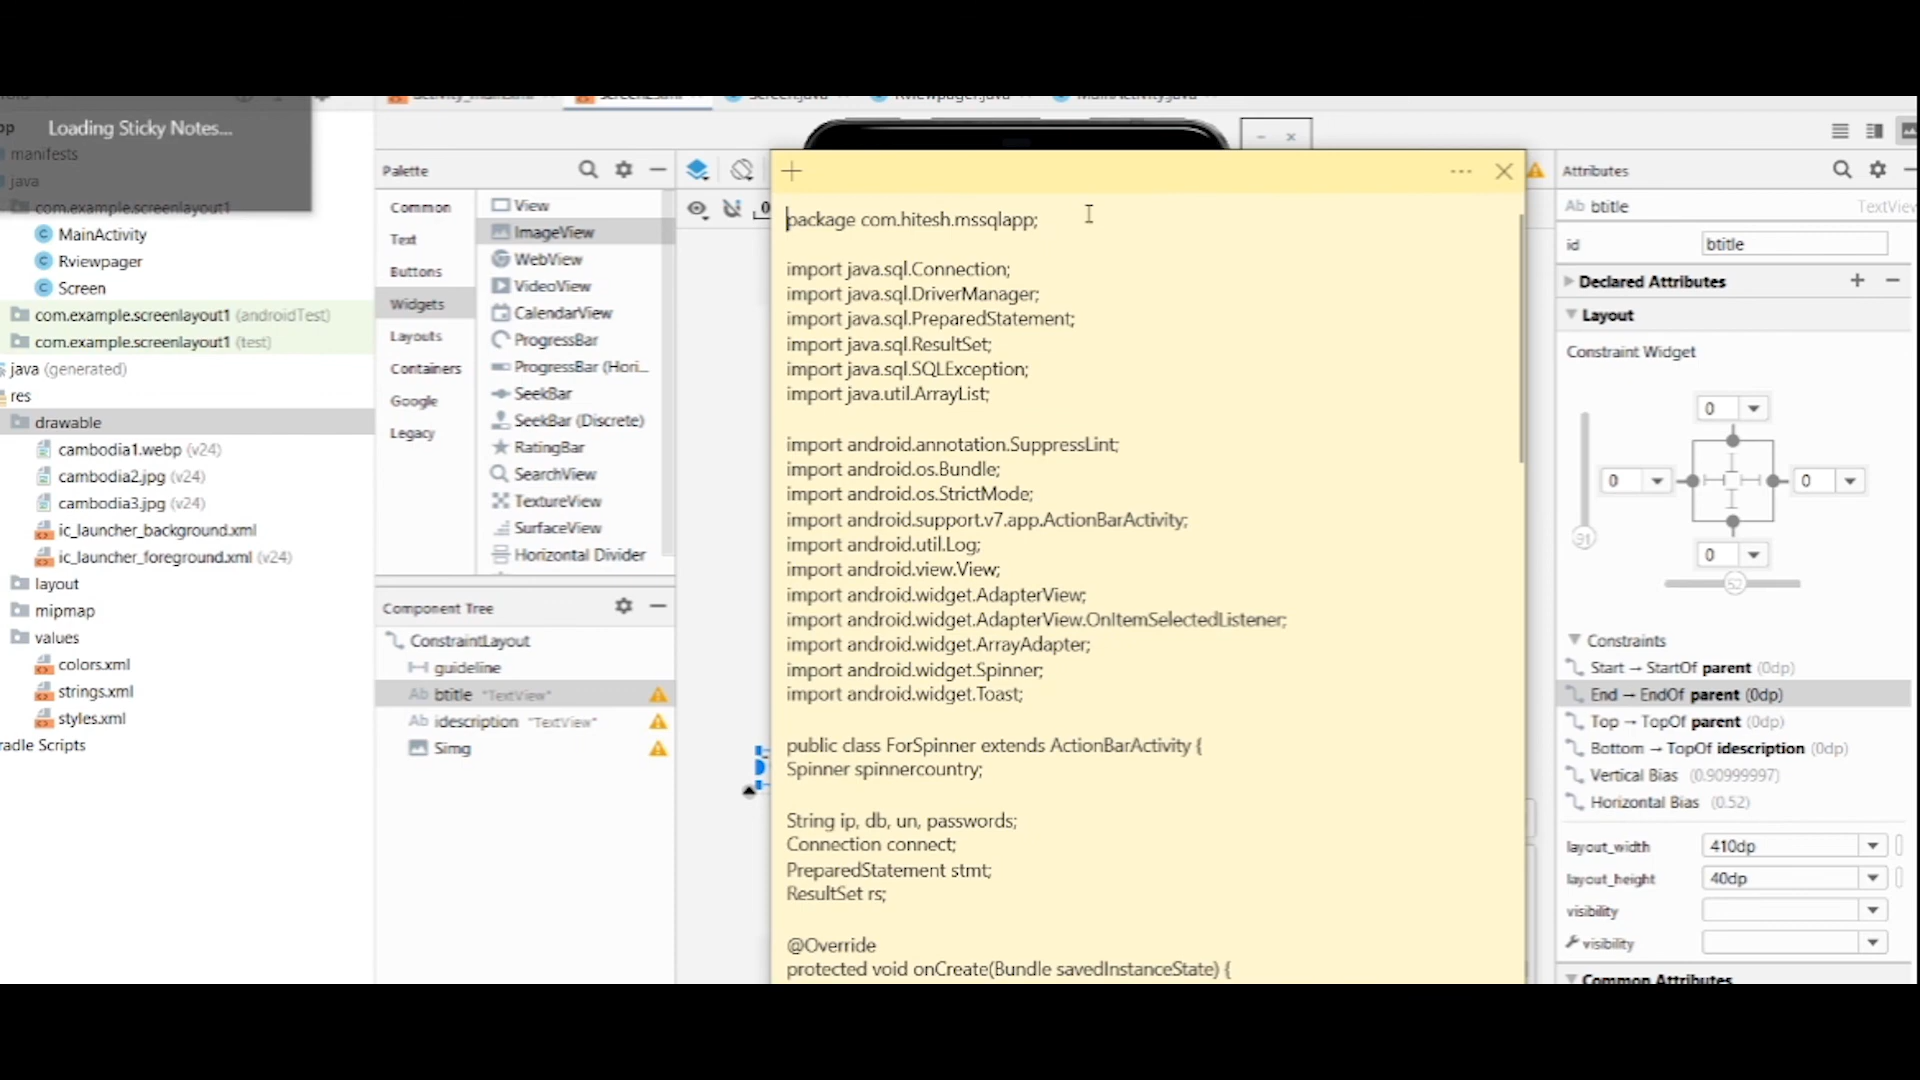 Loading Sticky Notes...
manifests
java
com.example.screenlayout1
MainActivity
Rviewpager
Screen
com.example.screenlayout1 (androidTest)
com.example.screenlayout1 (test)
java (generated)
res
drawable
cambodia1.webp (v24)
cambodia2.jpg (v24)
cambodia3.jpg (v24)
ic_launcher_background.xml
ic_launcher_foreground.xml (v24)
layout
mipmap
values
colors.xml
strings.xml
styles.xml
radle Scripts
Palette
Common
Text
Buttons
Widgets
Layouts
Containers
Google
Legacy
View
ImageView
WebView
VideoView
CalendarView
ProgressBar
ProgressBar (Hori...
SeekBar
SeekBar (Discrete)
RatingBar
SearchView
TextureView
SurfaceView
Horizontal Divider
Component Tree
ConstraintLayout
guideline
Ab btitle "TextView"
Ab idescription "TextView"
Simg
package com.hitesh.mssqlapp;
import java.sql.Connection;
import java.sql.DriverManager;
import java.sql.PreparedStatement;
import java.sql.ResultSet;
import java.sql.SQLException;
import java.util.ArrayList;
import android.annotation.SuppressLint;
import android.os.Bundle;
import android.os.StrictMode;
import android.support.v7.app.ActionBarActivity;
import android.util.Log;
import android.view.View;
import android.widget.AdapterView;
import android.widget.AdapterView.OnItemSelectedListener;
import android.widget.ArrayAdapter;
import android.widget.Spinner;
import android.widget.Toast;
public class ForSpinner extends ActionBarActivity {
Spinner spinnercountry;
String ip, db, un, passwords;
Connection connect;
PreparedStatement stmt;
ResultSet rs;
@Override
protected void onCreate(Bundle savedInstanceState) {
Attributes
Ab btitle TextView
id btitle
Declared Attributes
Layout
Constraint Widget
0
0 0
91
0
52
Constraints
Start → StartOf parent (0dp)
End → EndOf parent (0dp)
Top → TopOf parent (0dp)
Bottom → TopOf idescription (0dp)
Vertical Bias (0.90999997)
Horizontal Bias (0.52)
layout_width 410dp
layout_height 40dp
visibility
visibility
Common Attributes